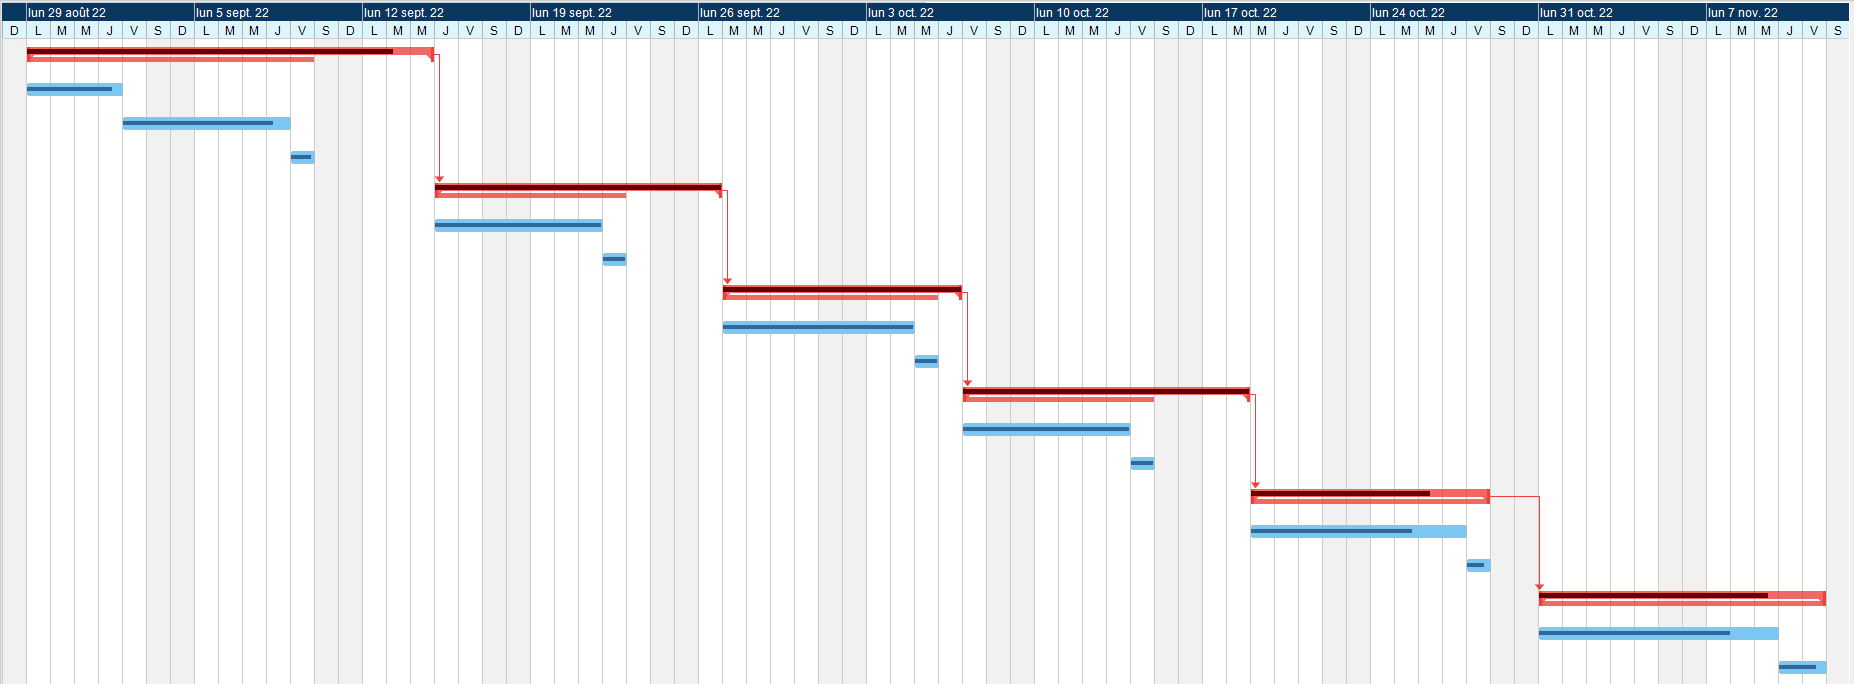 lun 29 août 22 lun 5 sept. 22 lun 12 sept. 22 lun 19 sept. 22 lun 26 sept. 22 lun 3 oct. 22 lun 10 oct. 22 lun 17 oct. 22 lun 24 oct. 22 lun 31 oct. 22 lun 7 nov. 22
D L M M J V S D L M M J V S D L M M J V S D L M M J V S D L M M J V S D L M M J V S D L M M J V S D L M M J V S D L M M J V S D L M M J V S D L M M J V S